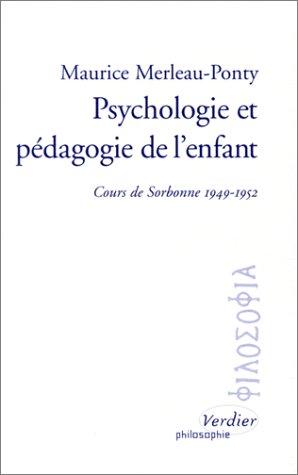 Maurice Merleau-Ponty
Psychologie et
pédagogie de l'enfant
Cours de Sorbonne 1949-1952
ΦΙΛΟΣΟΦΙΑ
Verdier
philosophie